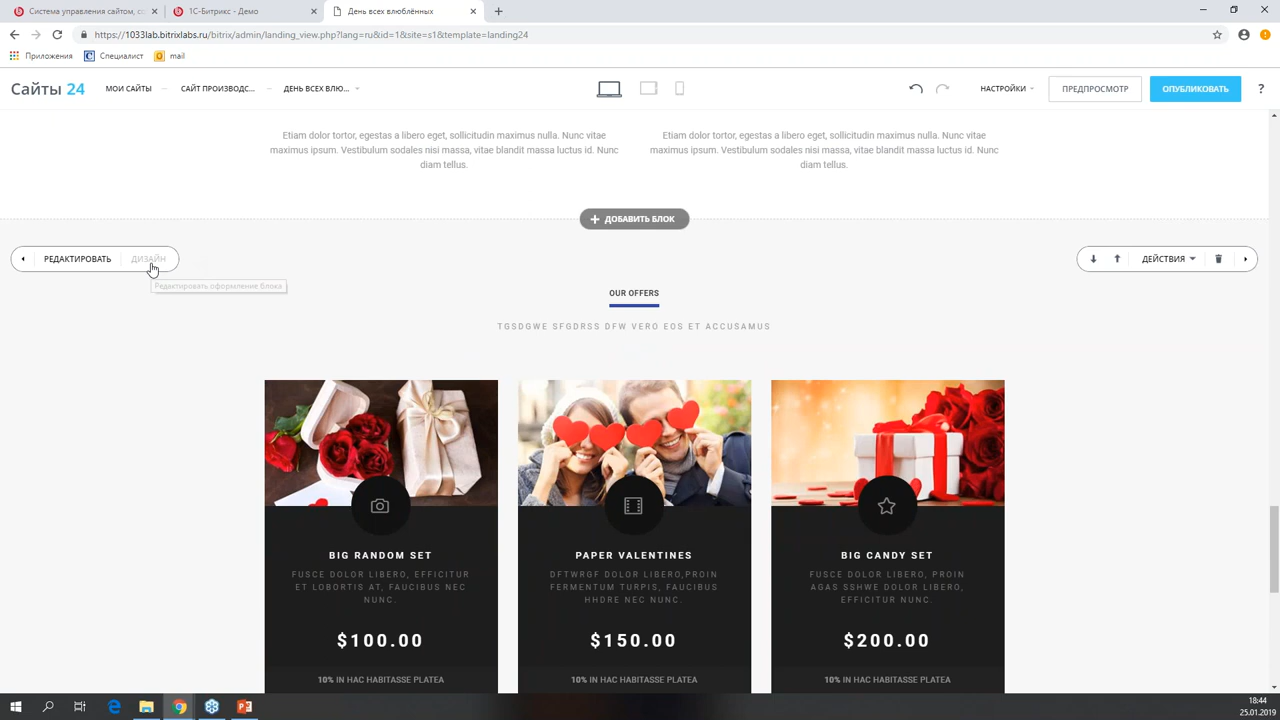 Система управления сайтом, со
1С-Битрикс - Демо
День всех влюблённых
https://1033lab.bitrixlabs.ru/bitrix/admin/landing_view.php?lang=ru&id=1&site=s1&template=landing24
Приложения
Специалист
mail
Сайты 24
МОИ САЙТЫ
САЙТ ПРОИЗВОДС...
ДЕНЬ ВСЕХ ВЛЮ...
НАСТРОЙКИ
ПРЕДПРОСМОТР
ОПУБЛИКОВАТЬ
?
Etiam dolor tortor, egestas a libero eget, sollicitudin maximus nulla. Nunc vitae
maximus ipsum. Vestibulum sodales nisi massa, vitae blandit massa luctus id. Nunc
diam tellus.
Etiam dolor tortor, egestas a libero eget, sollicitudin maximus nulla. Nunc vitae
maximus ipsum. Vestibulum sodales nisi massa, vitae blandit massa luctus id. Nunc
diam tellus.
+ ДОБАВИТЬ БЛОК
РЕДАКТИРОВАТЬ
ДИЗАЙН
ДЕЙСТВИЯ
Редактировать оформление блока
OUR OFFERS
TGSDGWE SFGDRSS DFW VERO EOS ET ACCUSAMUS
BIG RANDOM SET
FUSCE DOLOR LIBERO, EFFICITUR
ET LOBORTIS AT, FAUCIBUS NEC
NUNC.
$100.00
10% IN HAC HABITASSE PLATEA
PAPER VALENTINES
DFTWRGF DOLOR LIBERO,PROIN
FERMENTUM TURPIS, FAUCIBUS
HHDRE NEC NUNC.
$150.00
10% IN HAC HABITASSE PLATEA
BIG CANDY SET
FUSCE DOLOR LIBERO, PROIN
AGAS SSHWE DOLOR LIBERO,
EFFICITUR NUNC.
$200.00
10% IN HAC HABITASSE PLATEA
18:44
25.01.2019